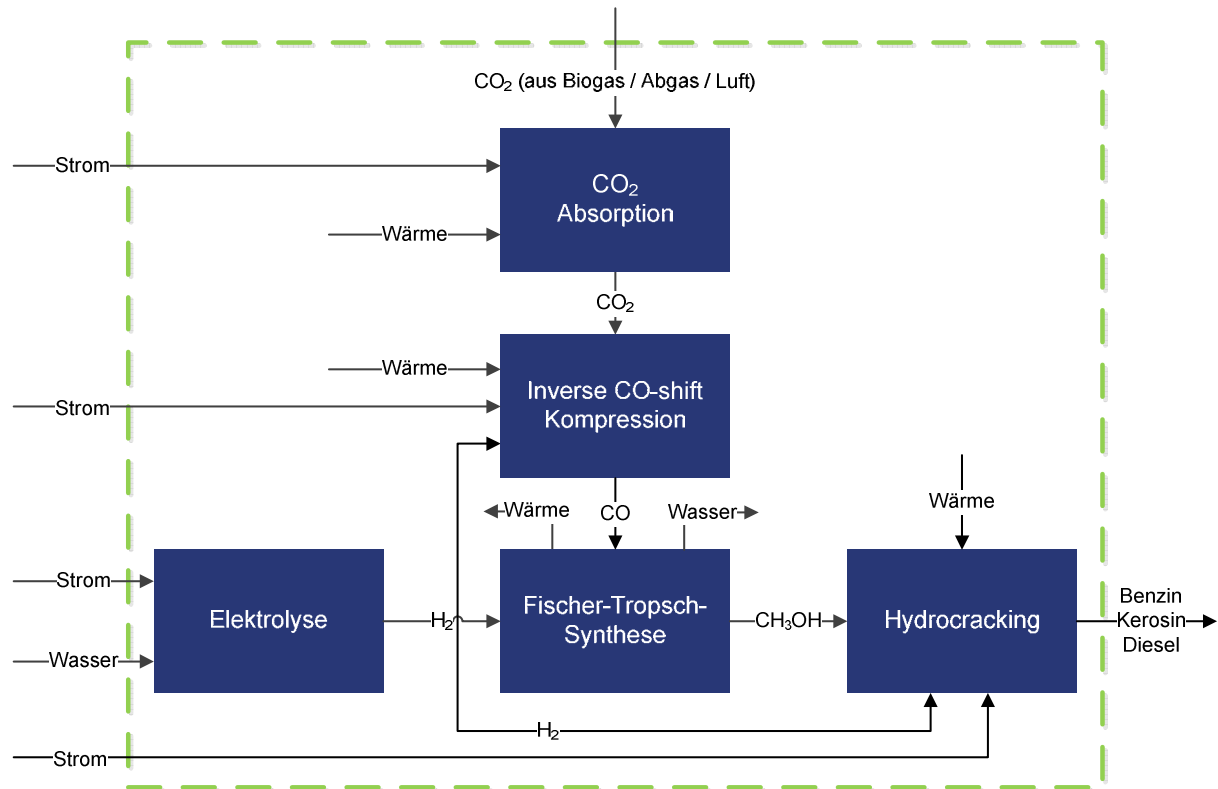 CO₂ (aus Biogas / Abgas / Luft)
Strom
CO₂
Absorption
Wärme
CO₂
Wärme
Inverse CO-shift
Kompression
Strom
Wärme
CO
Wasser
Wärme
Strom
Elektrolyse
H₂
Fischer-Tropsch-
Synthese
CH₃OH
Hydrocracking
Benzin
Kerosin
Diesel
Wasser
H₂
Strom